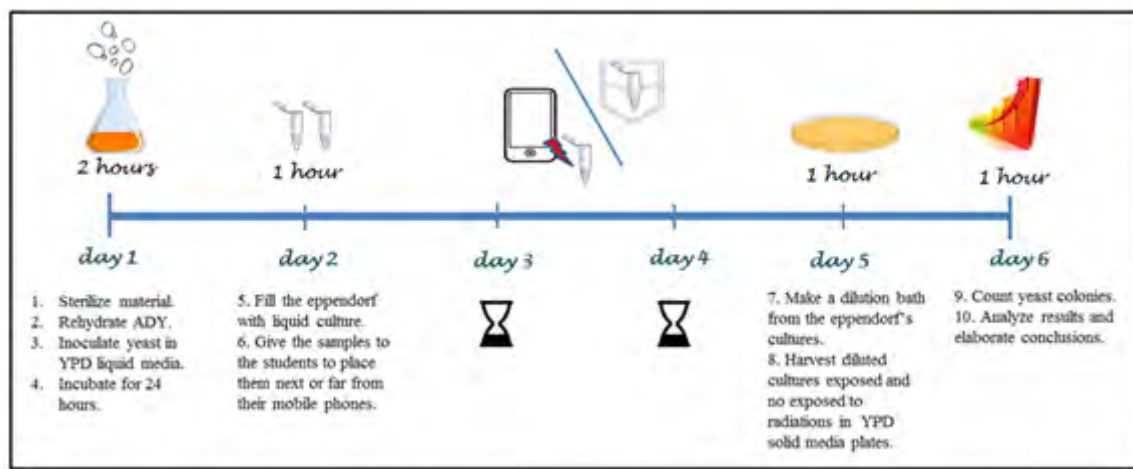 2 hours
1 hour
1 hour
1 hour
day 1
day 2
day 3
day 4
day 5
day 6
1. Sterilize material.
2. Rehydrate ADY.
3. Inoculate yeast in
YPD liquid media.
4. Incubate for 24
hours.
5. Fill the eppendorf
with liquid culture.
6. Give the samples to
the students to place
them next or far from
their mobile phones.
7. Make a dilution bath
from the eppendorf's
cultures.
8. Harvest diluted
cultures exposed and
no exposed to
radiations in YPD
solid media plates.
9. Count yeast colonies.
10. Analyze results and
elaborate conclusions.